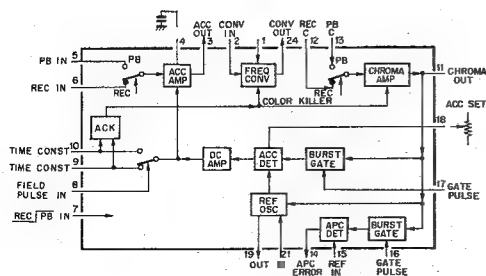 ACC OUT
CONV IN
CONV OUT
REC C
PB C
4 3 2 1 24 12 13
PB IN 5
REC IN 6
PB
REC
ACC AMP
FREQ CONV
PB
REC
CHROMA AMP
11 CHROMA OUT
COLOR KILLER
ACC SET
18
ACK
TIME CONST 10
TIME CONST 9
DC AMP
ACC DET
BURST GATE
FIELD PULSE IN 8
17 GATE PULSE
REC/PB IN 7
REF OSC
APC DET
BURST GATE
19 OUT
21
14 APC ERROR
15 REF IN
16 GATE PULSE